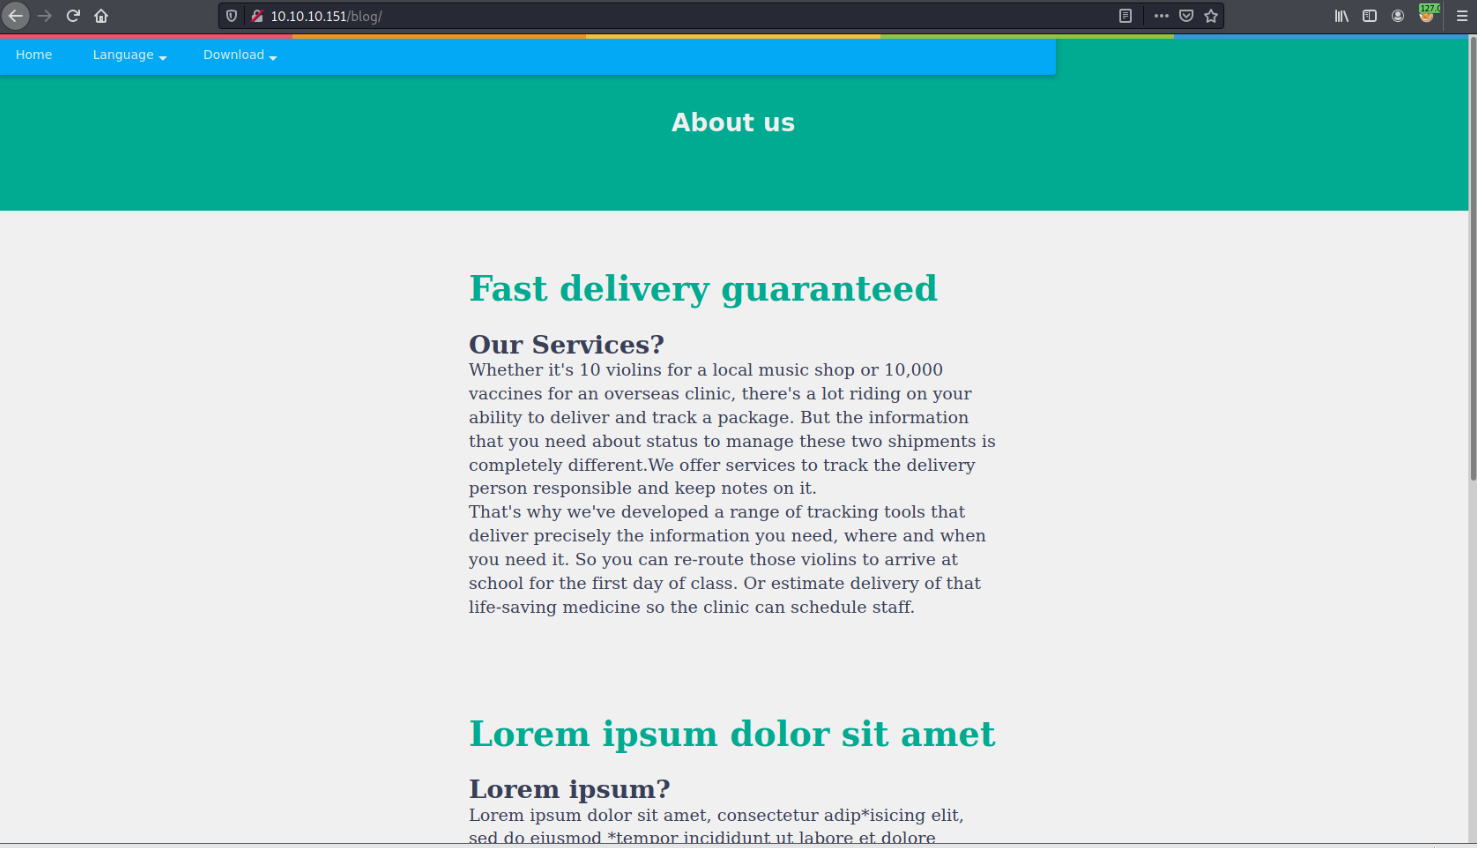 10.10.10.151/blog/
Home Language Download
About us
Fast delivery guaranteed
Our Services?
Whether it's 10 violins for a local music shop or 10,000
vaccines for an overseas clinic, there's a lot riding on your
ability to deliver and track a package. But the information
that you need about status to manage these two shipments is
completely different.We offer services to track the delivery
person responsible and keep notes on it.
That's why we've developed a range of tracking tools that
deliver precisely the information you need, where and when
you need it. So you can re-route those violins to arrive at
school for the first day of class. Or estimate delivery of that
life-saving medicine so the clinic can schedule staff.
Lorem ipsum dolor sit amet
Lorem ipsum?
Lorem ipsum dolor sit amet, consectetur adip*isicing elit,
sed do eiusmod *tempor incididunt ut labore et dolore